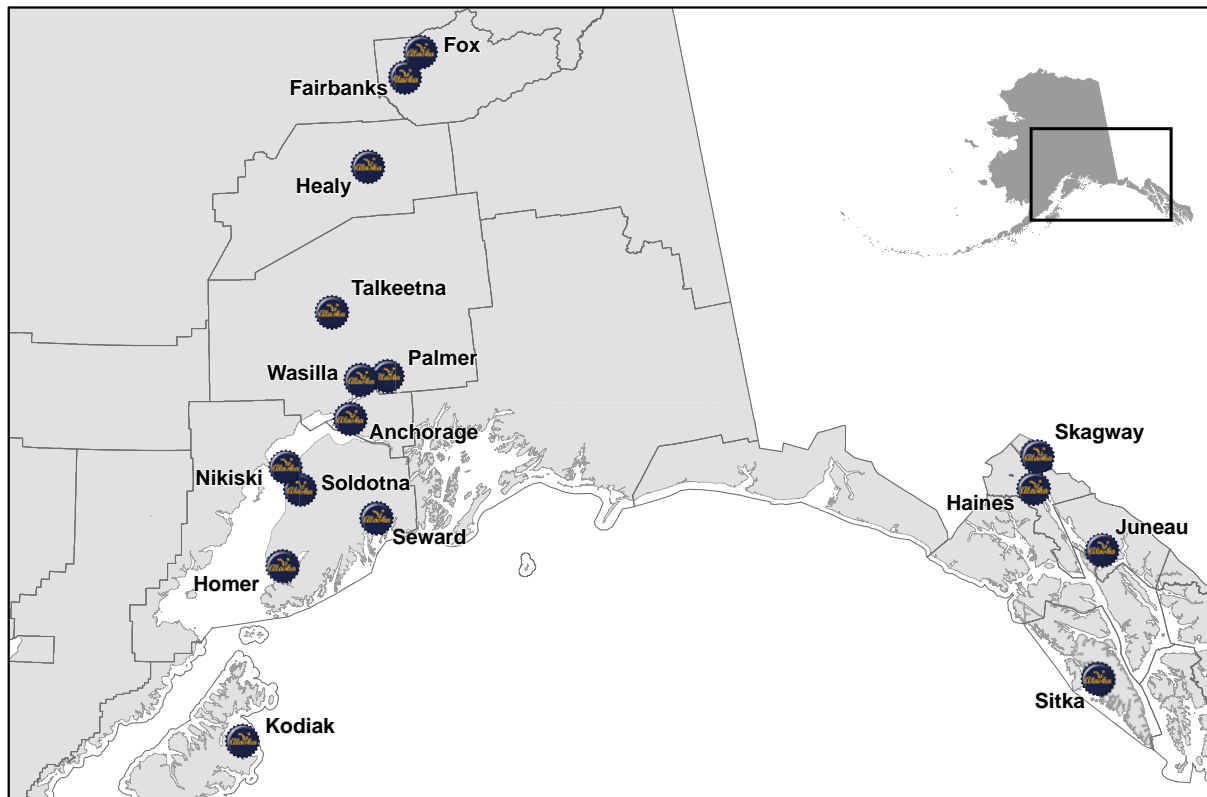 Fox
Fairbanks
Healy
Talkeetna
Palmer
Wasilla
Anchorage
Nikiski
Soldotna
Seward
Homer
Kodiak
Skagway
Haines
Juneau
Sitka